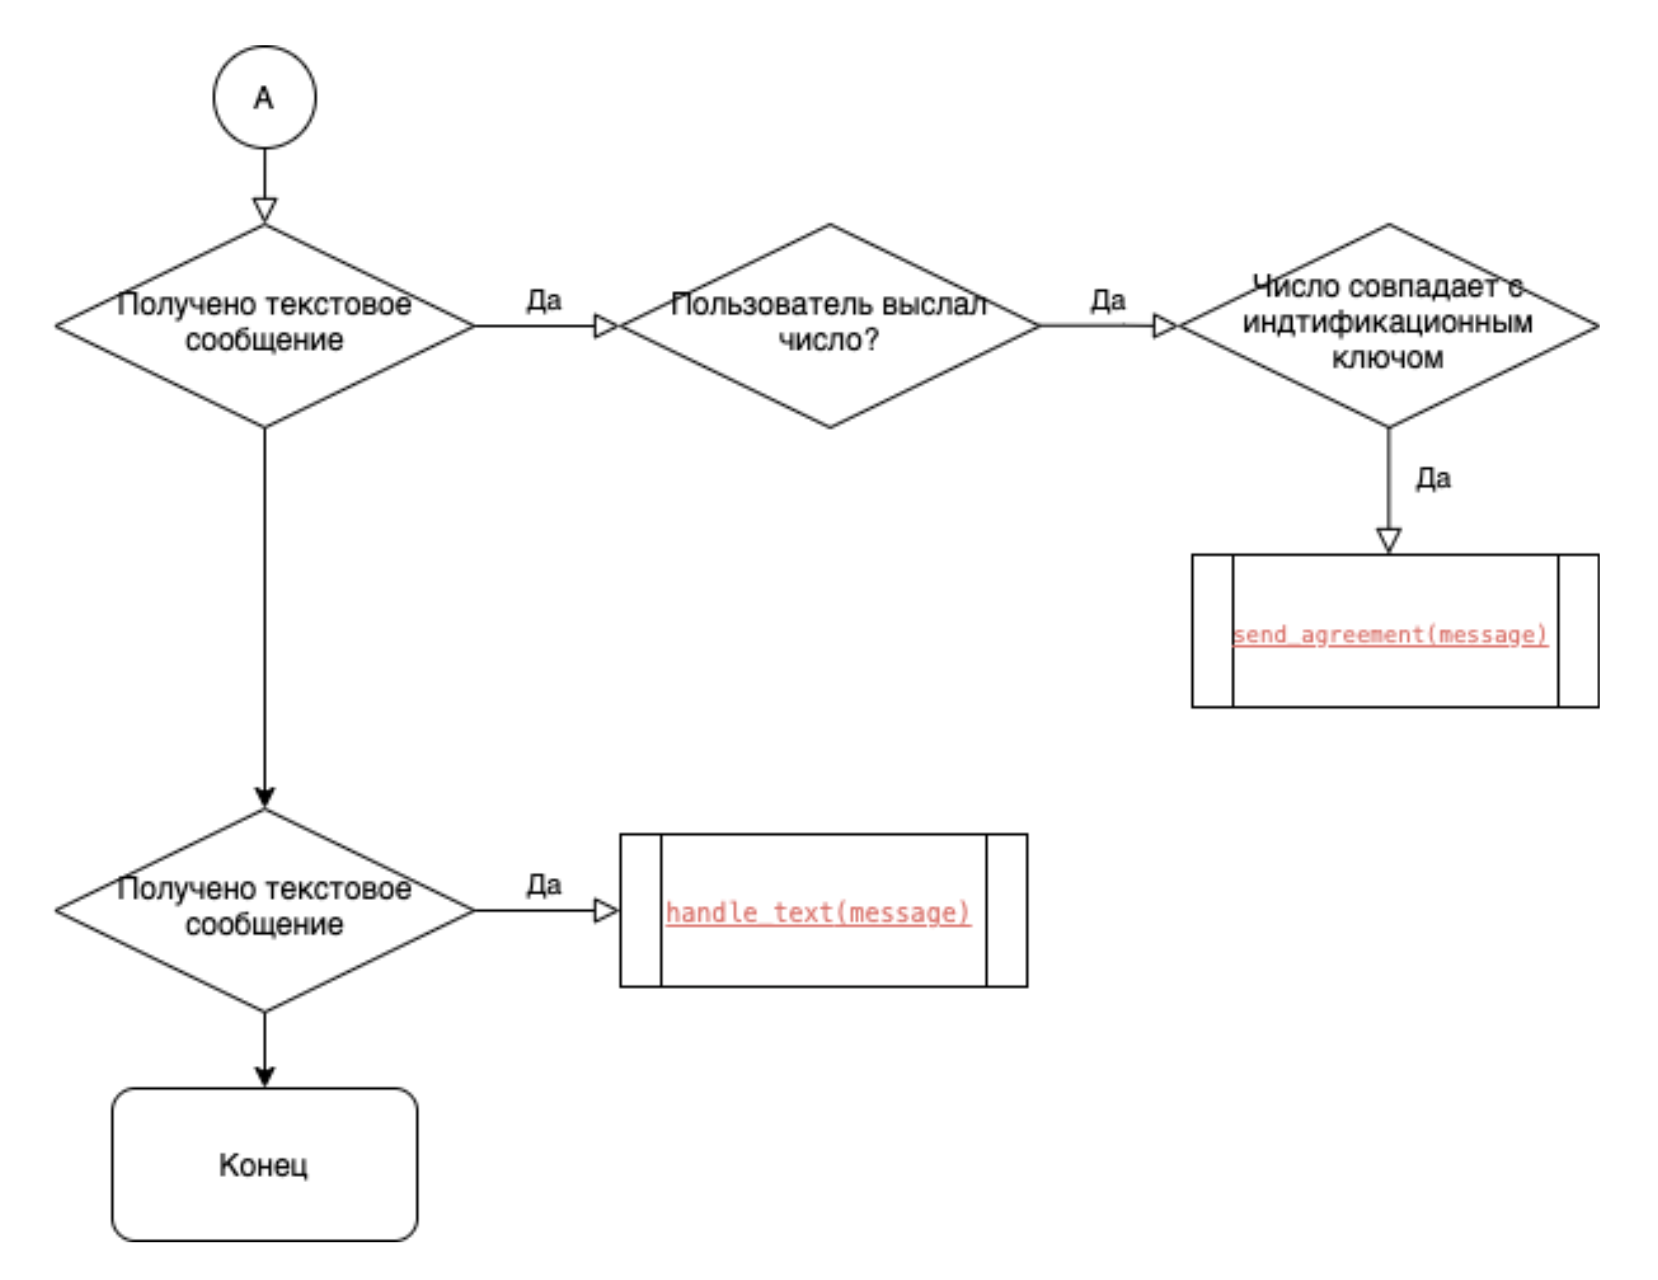 А
Получено текстовое
сообщение
Да
Пользователь выслал
число?
Да
Число совпадает с
индтификационным
ключом
Да
send_agreement(message)
Получено текстовое
сообщение
Да
handle_text(message)
Конец